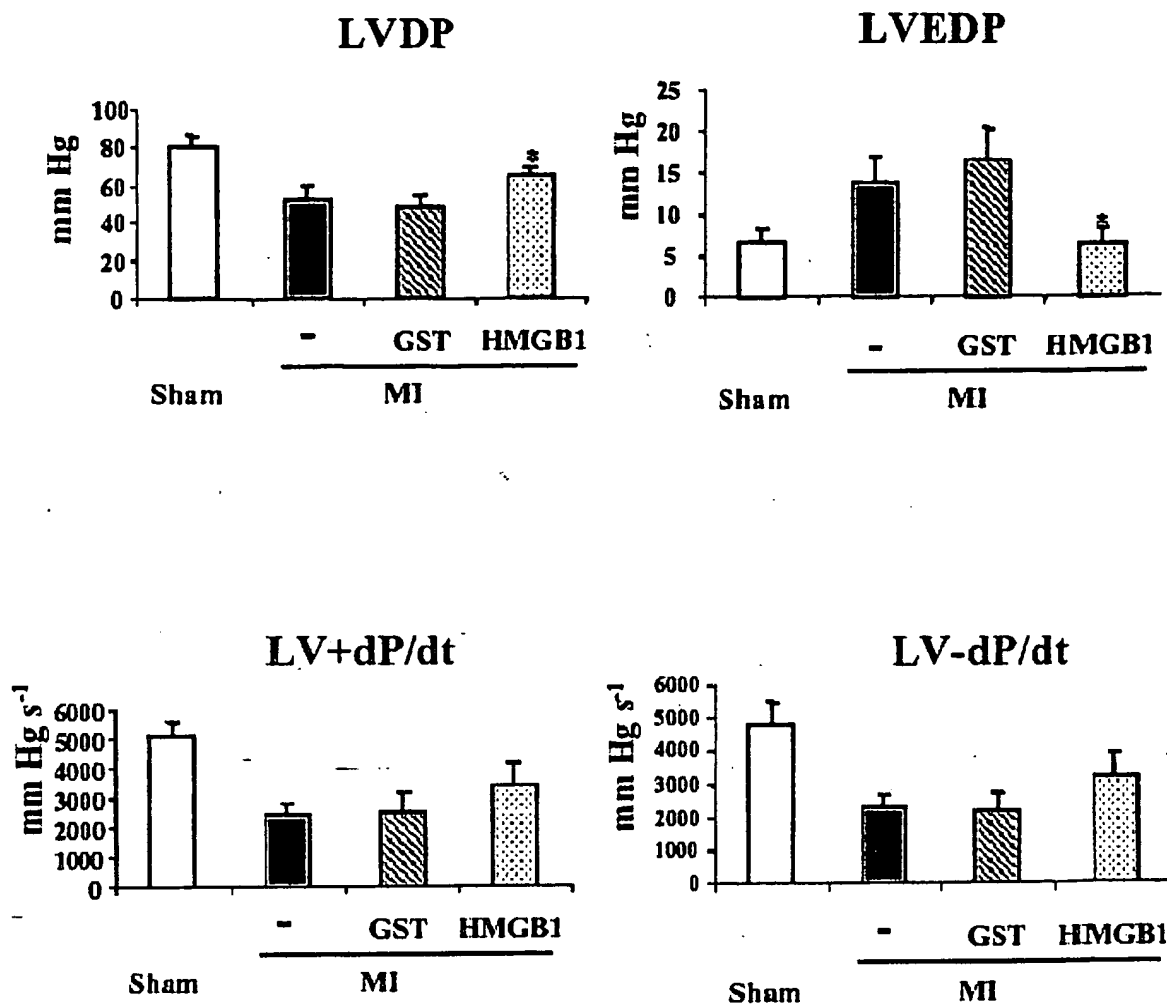 LVDP
mm Hg
100
80
60
40
20
0
*
- GST HMGB1
Sham MI
LVEDP
mm Hg
25
20
15
10
5
0
*
- GST HMGB1
Sham MI
LV+dP/dt
mm Hg s⁻¹
6000
5000
4000
3000
2000
1000
0
- GST HMGB1
Sham MI
LV-dP/dt
mm Hg s⁻¹
6000
5000
4000
3000
2000
1000
0
- GST HMGB1
Sham MI